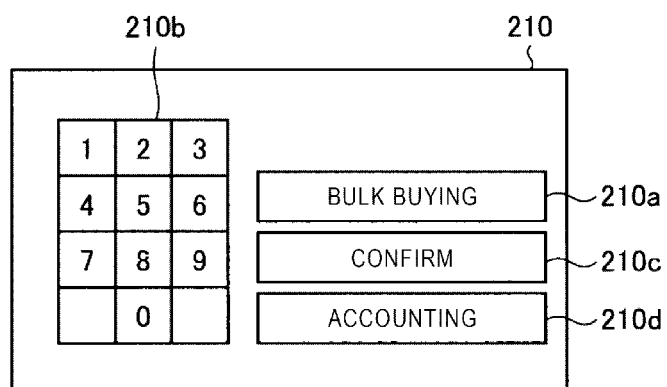 210b
210
1 2 3
4 5 6
7 8 9
0
BULK BUYING
210a
CONFIRM
210c
ACCOUNTING
210d